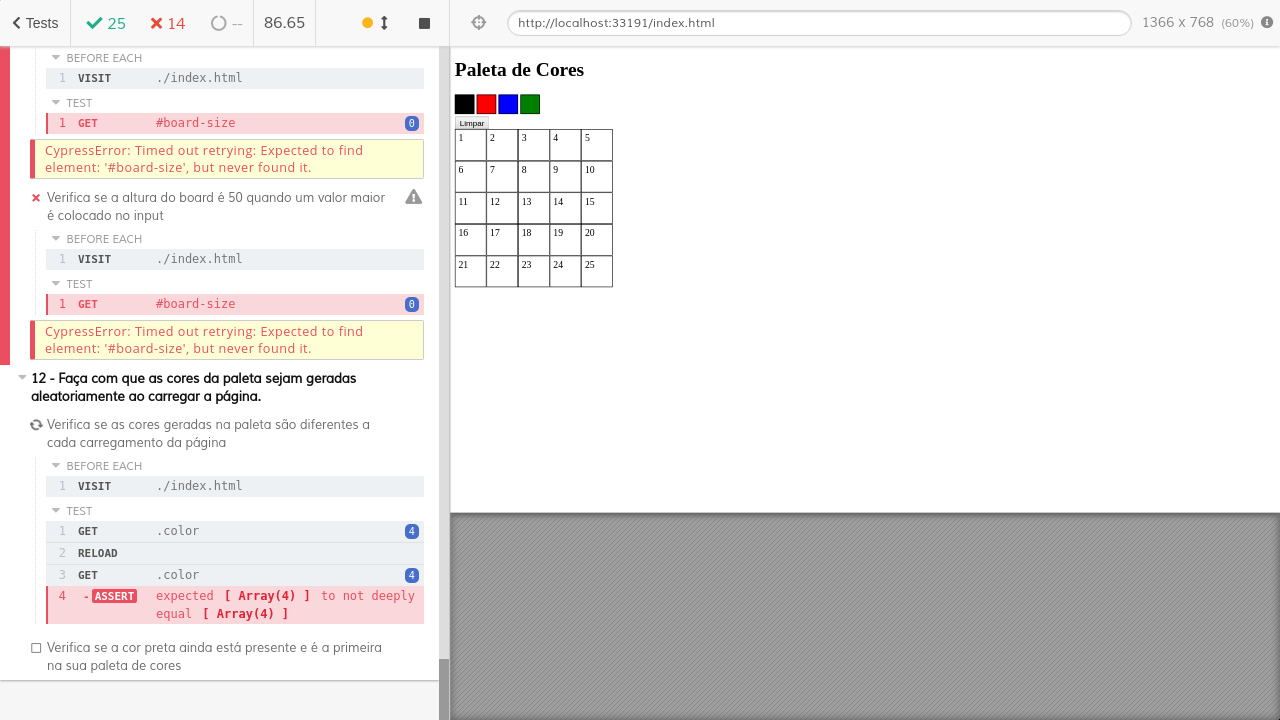 Tests
25
14
--
86.65
http://localhost:33191/index.html
1366 x 768 (60%)
BEFORE EACH
1 VISIT ./index.html
TEST
1 GET #board-size 0
CypressError: Timed out retrying: Expected to find
element: '#board-size', but never found it.
Verifica se a altura do board é 50 quando um valor maior
é colocado no input
BEFORE EACH
1 VISIT ./index.html
TEST
1 GET #board-size 0
CypressError: Timed out retrying: Expected to find
element: '#board-size', but never found it.
12 - Faça com que as cores da paleta sejam geradas
aleatoriamente ao carregar a página.
Verifica se as cores geradas na paleta são diferentes a
cada carregamento da página
BEFORE EACH
1 VISIT ./index.html
TEST
1 GET .color 4
2 RELOAD
3 GET .color 4
4 -ASSERT expected [ Array(4) ] to not deeply
equal [ Array(4) ]
Verifica se a cor preta ainda está presente e é a primeira
na sua paleta de cores
Paleta de Cores
Limpar
1 2 3 4 5
6 7 8 9 10
11 12 13 14 15
16 17 18 19 20
21 22 23 24 25